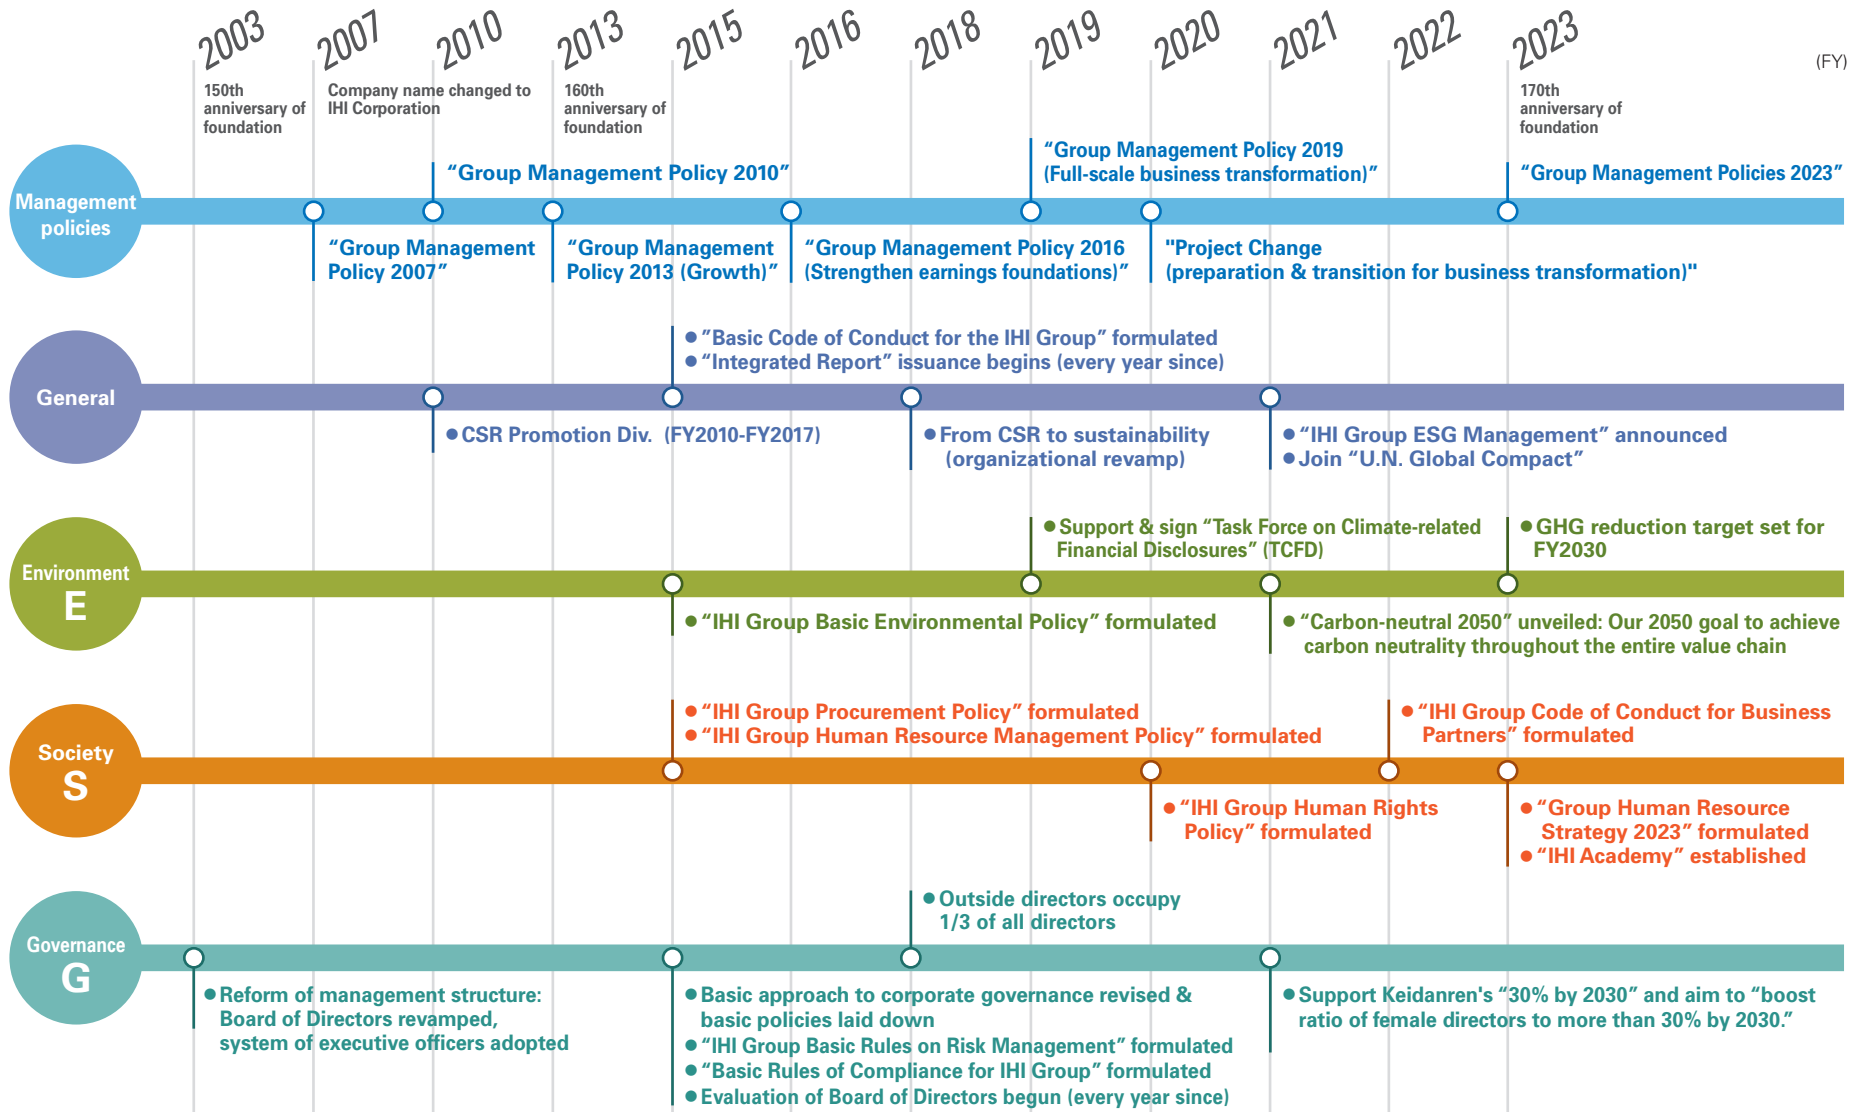 2003
2007
2010
2013
2015
2016
2018
2019
2020
2021
2022
2023
(FY)
150th
anniversary of
foundation
Company name changed to
IHI Corporation
160th
anniversary of
foundation
170th
anniversary of
foundation
Management
policies
“Group Management Policy 2010”
“Group Management Policy 2019
(Full-scale business transformation)”
“Group Management Policies 2023”
“Group Management
Policy 2007”
“Group Management
Policy 2013 (Growth)”
“Group Management Policy 2016
(Strengthen earnings foundations)”
"Project Change
(preparation & transition for business transformation)"
General
● ”Basic Code of Conduct for the IHI Group” formulated
● “Integrated Report” issuance begins (every year since)
● CSR Promotion Div. (FY2010-FY2017)
● From CSR to sustainability
(organizational revamp)
● “IHI Group ESG Management” announced
● Join “U.N. Global Compact”
Environment
E
● Support & sign “Task Force on Climate-related
Financial Disclosures” (TCFD)
● GHG reduction target set for
FY2030
● “IHI Group Basic Environmental Policy” formulated
● “Carbon-neutral 2050” unveiled: Our 2050 goal to achieve
carbon neutrality throughout the entire value chain
Society
S
● “IHI Group Procurement Policy” formulated
● “IHI Group Human Resource Management Policy” formulated
● “IHI Group Code of Conduct for Business
Partners” formulated
● “IHI Group Human Rights
Policy” formulated
● “Group Human Resource
Strategy 2023” formulated
● “IHI Academy” established
Governance
G
● Outside directors occupy
1/3 of all directors
● Reform of management structure:
Board of Directors revamped,
system of executive officers adopted
● Basic approach to corporate governance revised &
basic policies laid down
● “IHI Group Basic Rules on Risk Management” formulated
● “Basic Rules of Compliance for IHI Group” formulated
● Evaluation of Board of Directors begun (every year since)
● Support Keidanren's “30% by 2030” and aim to “boost
ratio of female directors to more than 30% by 2030.”